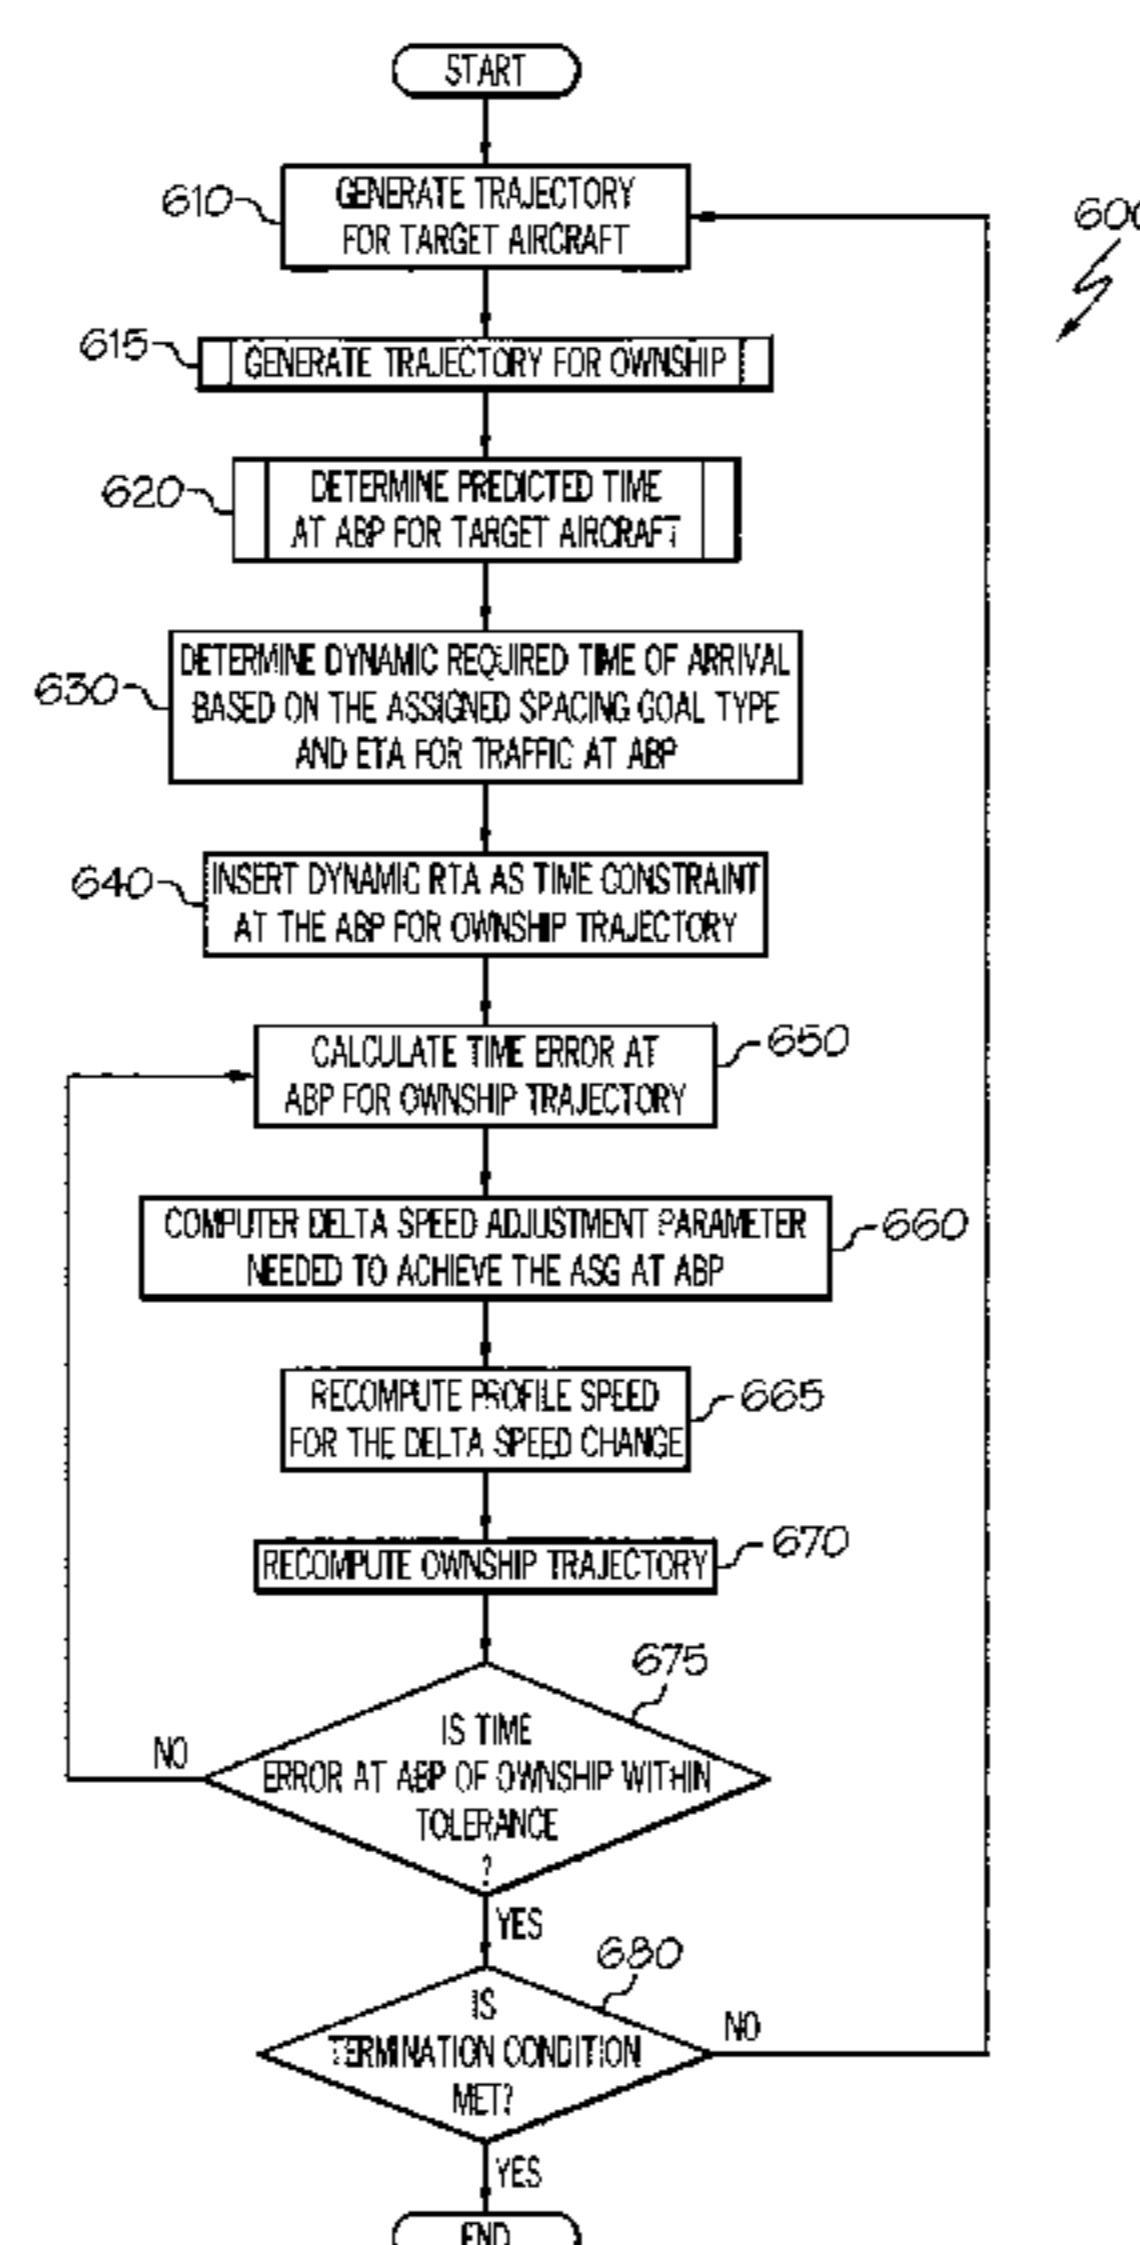 START
610
GENERATE TRAJECTORY
FOR TARGET AIRCRAFT
600
615
GENERATE TRAJECTORY FOR OWNSHIP
620
DETERMINE PREDICTED TIME
AT ABP FOR TARGET AIRCRAFT
630
DETERMINE DYNAMIC REQUIRED TIME OF ARRIVAL
BASED ON THE ASSIGNED SPACING GOAL TYPE
AND ETA FOR TRAFFIC AT ABP
640
INSERT DYNAMIC RTA AS TIME CONSTRAINT
AT THE ABP FOR OWNSHIP TRAJECTORY
650
CALCULATE TIME ERROR AT
ABP FOR OWNSHIP TRAJECTORY
660
COMPUTER DELTA SPEED ADJUSTMENT PARAMETER
NEEDED TO ACHIEVE THE ASG AT ABP
665
RECOMPUTE PROFILE SPEED
FOR THE DELTA SPEED CHANGE
670
RECOMPUTE OWNSHIP TRAJECTORY
675
IS TIME
ERROR AT ABP OF OWNSHIP WITHIN
TOLERANCE
?
NO
YES
680
IS
TERMINATION CONDITION
MET?
NO
YES
END